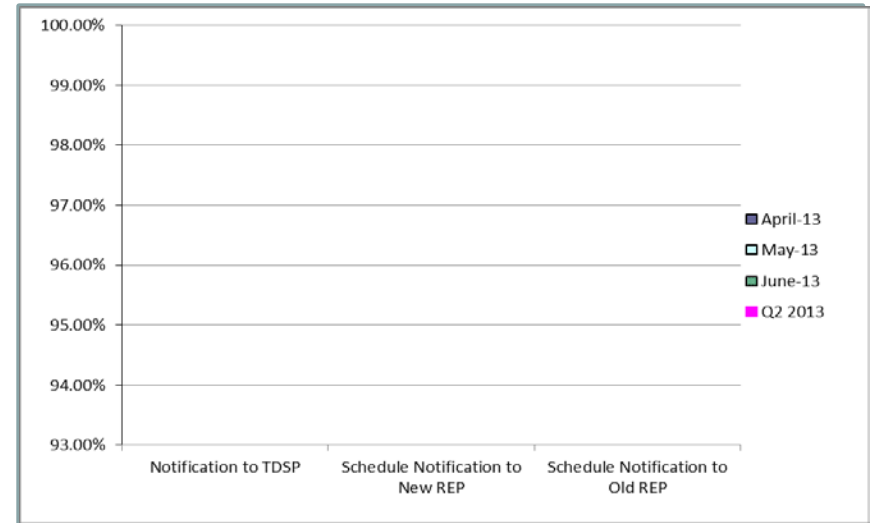 100.00%
99.00%
98.00%
97.00%
96.00%
95.00%
94.00%
93.00%
Notification to TDSP
Schedule Notification to
New REP
Schedule Notification to
Old REP
April-13
May-13
June-13
Q2 2013